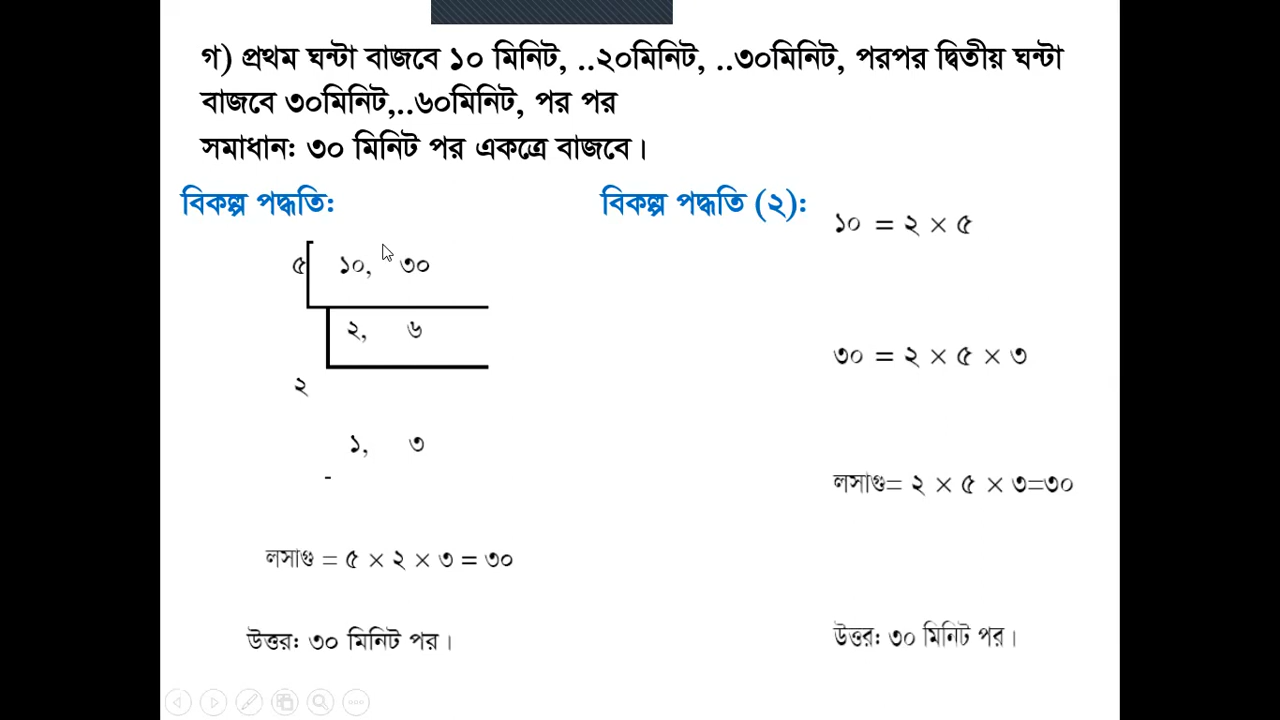 গ) প্রথম ঘন্টা বাজবে ১০ মিনিট, ..২০মিনিট, ..৩০মিনিট, পরপর দ্বিতীয় ঘন্টা
বাজবে ৩০মিনিট,..৬০মিনিট, পর পর
সমাধান: ৩০ মিনিট পর একত্রে বাজবে।
বিকল্প পদ্ধতি:
৫ ১০, ৩০
২, ৬
২
১, ৩
-
লসাগু = ৫ × ২ × ৩ = ৩০
উত্তর: ৩০ মিনিট পর।
বিকল্প পদ্ধতি (২):
১০ = ২ × ৫
৩০ = ২ × ৫ × ৩
লসাগু= ২ × ৫ × ৩=৩০
উত্তর: ৩০ মিনিট পর।